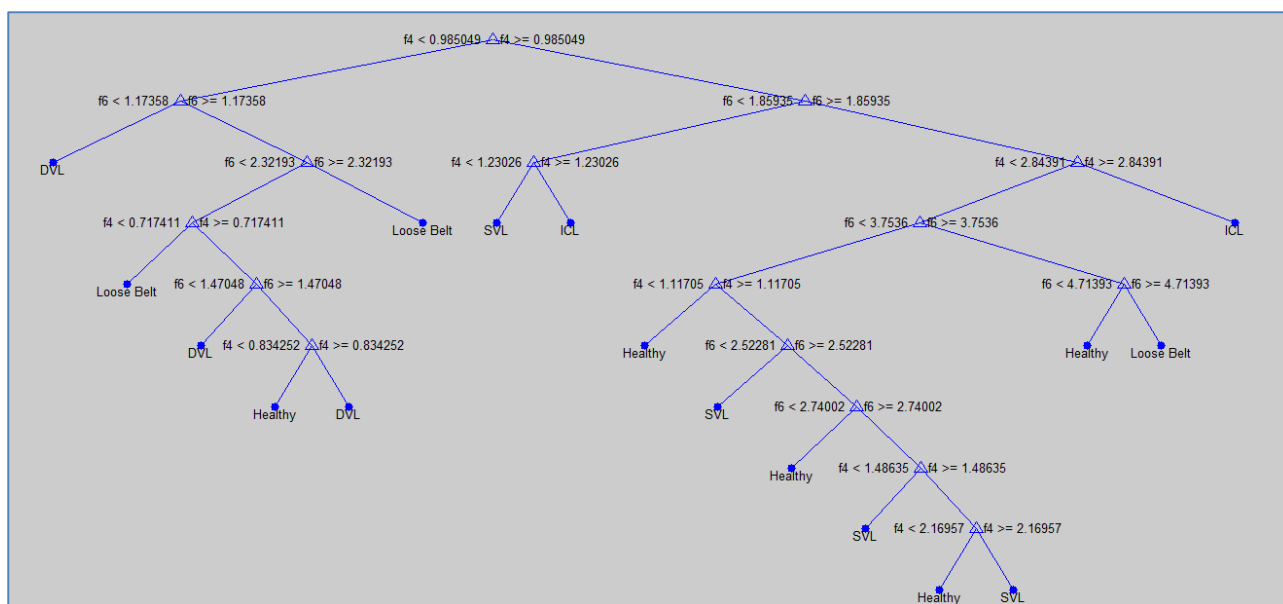 f4 < 0.985049 f4 >= 0.985049
f6 < 1.17358 f6 >= 1.17358
f6 < 1.85935 f6 >= 1.85935
DVL
f6 < 2.32193 f6 >= 2.32193
f4 < 1.23026 f4 >= 1.23026
f4 < 2.84391 f4 >= 2.84391
f4 < 0.717411 f4 >= 0.717411
Loose Belt
SVL
ICL
f6 < 3.7536 f6 >= 3.7536
ICL
Loose Belt
f6 < 1.47048 f6 >= 1.47048
f4 < 1.11705 f4 >= 1.11705
f6 < 4.71393 f6 >= 4.71393
DVL
f4 < 0.834252 f4 >= 0.834252
Healthy
f6 < 2.52281 f6 >= 2.52281
Healthy
Loose Belt
Healthy
DVL
SVL
f6 < 2.74002 f6 >= 2.74002
Healthy
f4 < 1.48635 f4 >= 1.48635
SVL
f4 < 2.16957 f4 >= 2.16957
Healthy
SVL